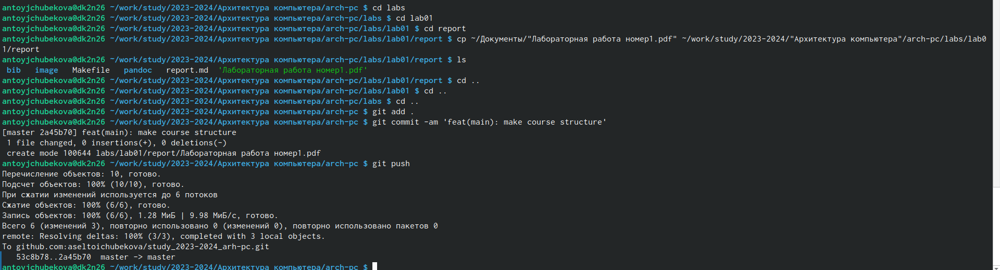 antoyjchubekova@dk2n26 ~/work/study/2023-2024/Архитектура компьютера/arch-pc $ cd labs
antoyjchubekova@dk2n26 ~/work/study/2023-2024/Архитектура компьютера/arch-pc/labs $ cd lab01
antoyjchubekova@dk2n26 ~/work/study/2023-2024/Архитектура компьютера/arch-pc/labs/lab01 $ cd report
antoyjchubekova@dk2n26 ~/work/study/2023-2024/Архитектура компьютера/arch-pc/labs/lab01/report $ cp ~/Документы/"Лабораторная работа номер1.pdf" ~/work/study/2023-2024/"Архитектура компьютера"/arch-pc/labs/lab0
1/report
antoyjchubekova@dk2n26 ~/work/study/2023-2024/Архитектура компьютера/arch-pc/labs/lab01/report $ ls
bib image Makefile pandoc report.md 'Лабораторная работа номер1.pdf'
antoyjchubekova@dk2n26 ~/work/study/2023-2024/Архитектура компьютера/arch-pc/labs/lab01/report $ cd ..
antoyjchubekova@dk2n26 ~/work/study/2023-2024/Архитектура компьютера/arch-pc/labs/lab01 $ cd ..
antoyjchubekova@dk2n26 ~/work/study/2023-2024/Архитектура компьютера/arch-pc/labs $ cd ..
antoyjchubekova@dk2n26 ~/work/study/2023-2024/Архитектура компьютера/arch-pc $ git add .
antoyjchubekova@dk2n26 ~/work/study/2023-2024/Архитектура компьютера/arch-pc $ git commit -am 'feat(main): make course structure'
[master 2a45b70] feat(main): make course structure
1 file changed, 0 insertions(+), 0 deletions(-)
create mode 100644 labs/lab01/report/Лабораторная работа номер1.pdf
antoyjchubekova@dk2n26 ~/work/study/2023-2024/Архитектура компьютера/arch-pc $ git push
Перечисление объектов: 10, готово.
Подсчет объектов: 100% (10/10), готово.
При сжатии изменений используется до 6 потоков
Сжатие объектов: 100% (6/6), готово.
Запись объектов: 100% (6/6), 1.28 МиБ | 9.98 МиБ/с, готово.
Всего 6 (изменений 3), повторно использовано 0 (изменений 0), повторно использовано пакетов 0
remote: Resolving deltas: 100% (3/3), completed with 3 local objects.
To github.com:aseltoichubekova/study_2023-2024_arh-pc.git
53c8b78..2a45b70 master -> master
antoyjchubekova@dk2n26 ~/work/study/2023-2024/Архитектура компьютера/arch-pc $